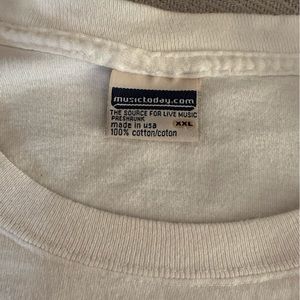 musictoday.com
THE SOURCE FOR LIVE MUSIC
PRESHRUNK
made in usa XXL
100% cotton/coton